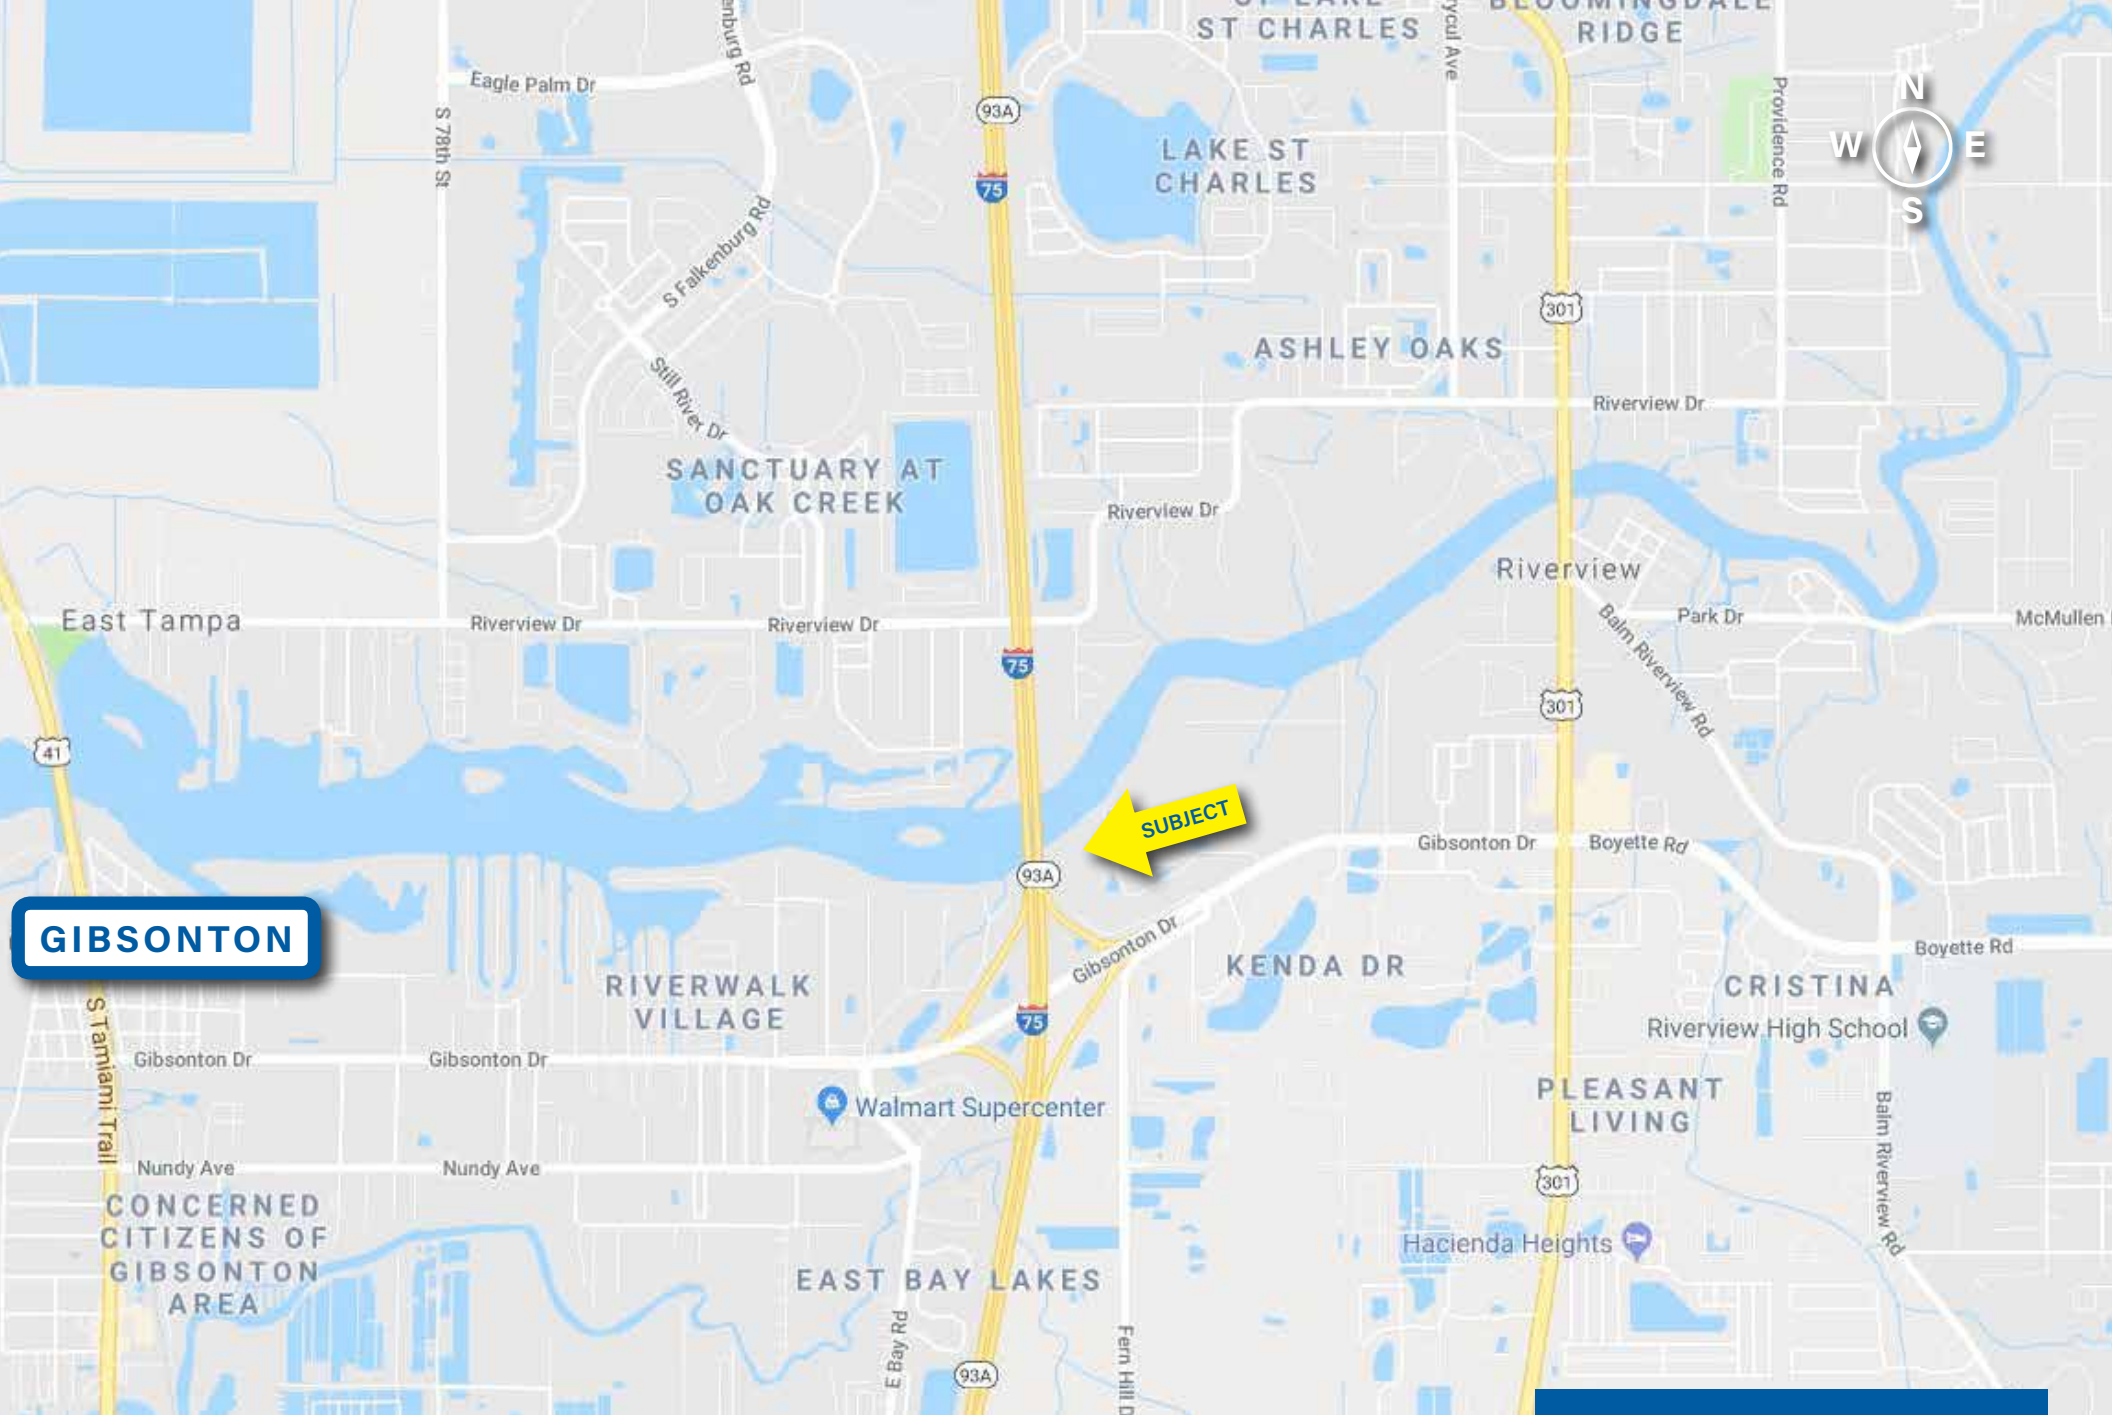 ST CHARLES
RIDGE
Eagle Palm Dr
S 78th St
93A
75
LAKE ST
CHARLES
Providence Rd
N
W
E
S
S Falkenburg Rd
301
ASHLEY OAKS
Still River Dr
Riverview Dr
SANCTUARY AT
OAK CREEK
Riverview Dr
Riverview
East Tampa
Riverview Dr
Riverview Dr
Park Dr
McMullen
Balm Riverview Rd
75
301
41
SUBJECT
Gibsonton Dr
Boyette Rd
93A
GIBSONTON
Gibsonton Dr
KENDA DR
Boyette Rd
RIVERWALK
VILLAGE
CRISTINA
Riverview High School
75
S Tamiami Trail
Gibsonton Dr
Gibsonton Dr
Walmart Supercenter
PLEASANT
LIVING
Balm Riverview Rd
Nundy Ave
Nundy Ave
301
CONCERNED
CITIZENS OF
GIBSONTON
AREA
Hacienda Heights
EAST BAY LAKES
E Bay Rd
Fern Hill
93A